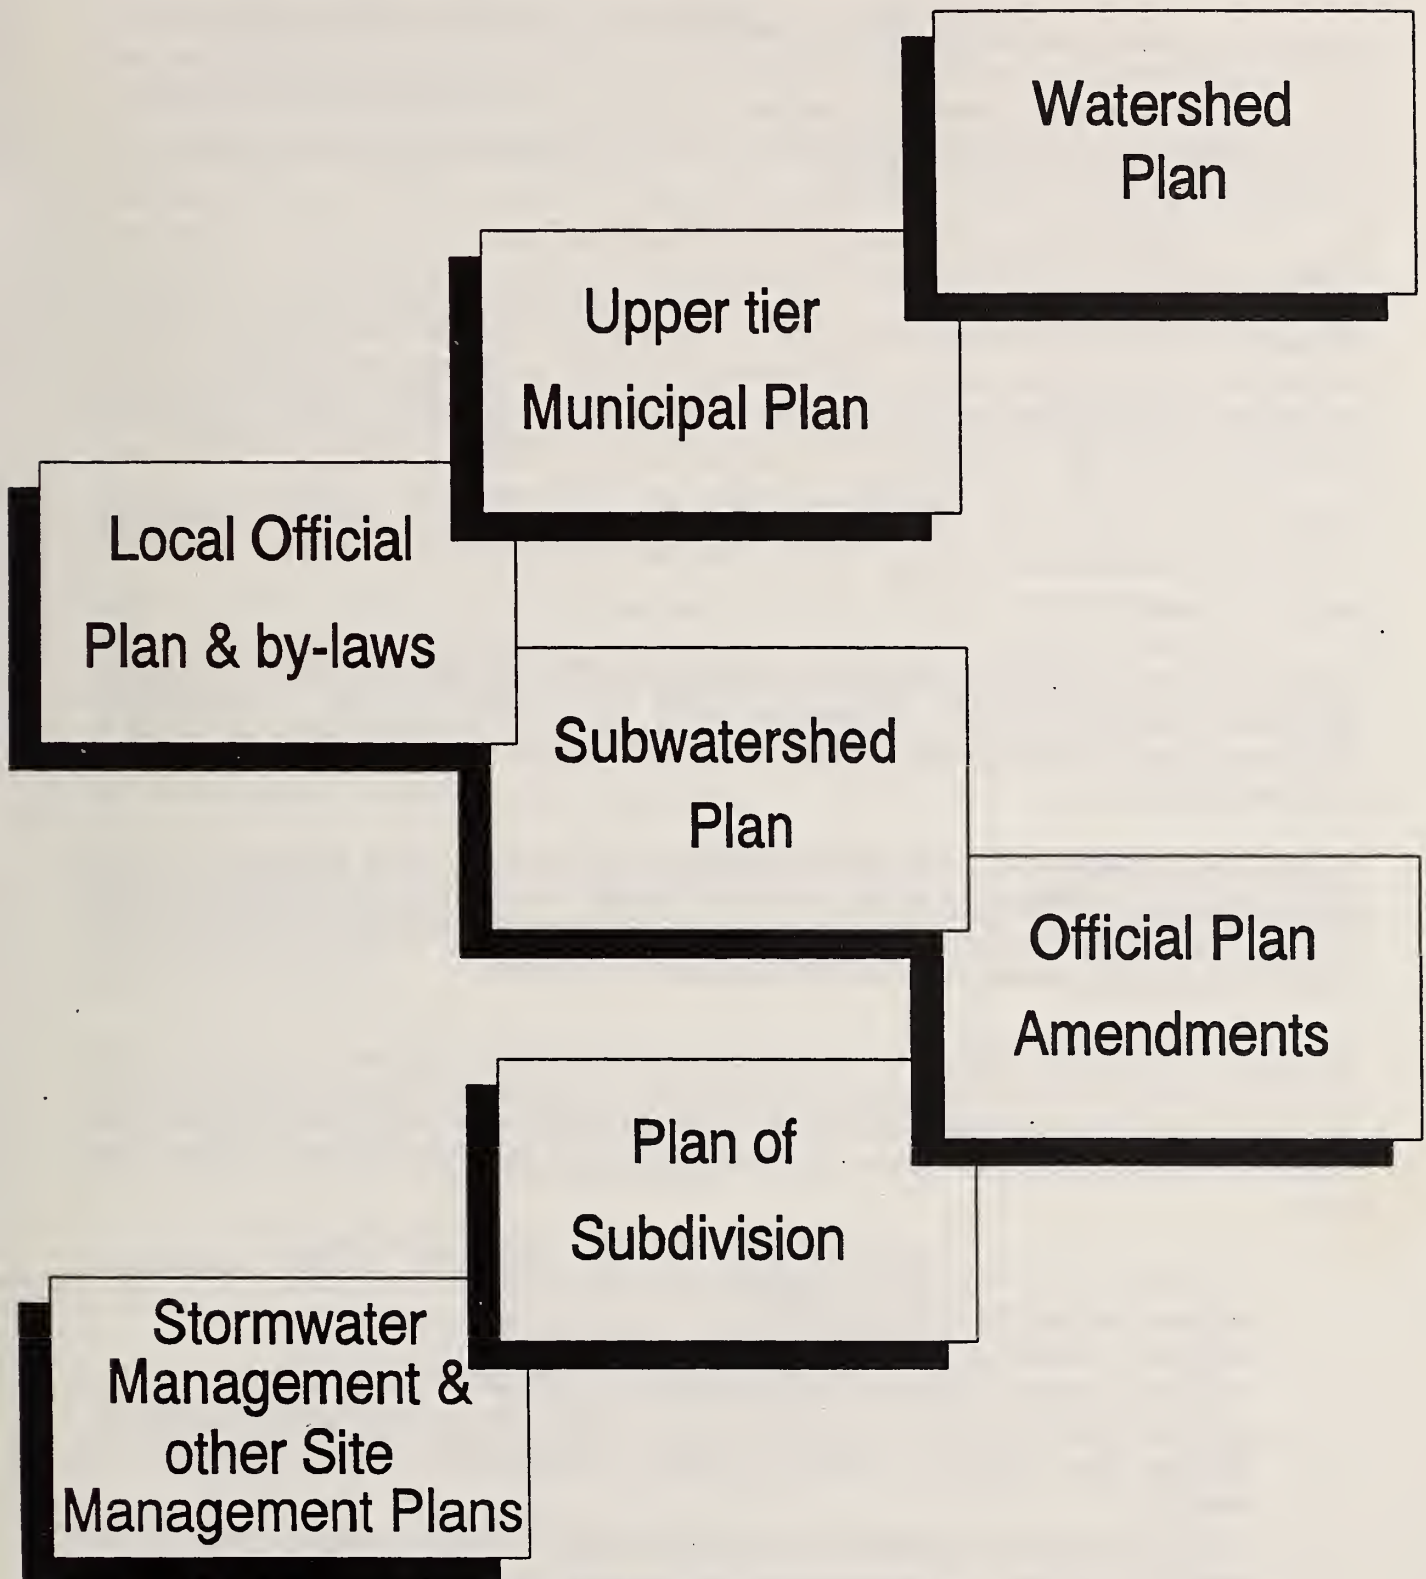 Watershed
Plan
Upper tier
Municipal Plan
Local Official
Plan & by-laws
Subwatershed
Plan
Official Plan
Amendments
Plan of
Subdivision
Stormwater
Management &
other Site
Management Plans